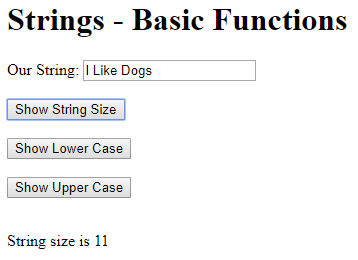 Strings - Basic Functions
Our String: I Like Dogs
Show String Size
Show Lower Case
Show Upper Case
String size is 11